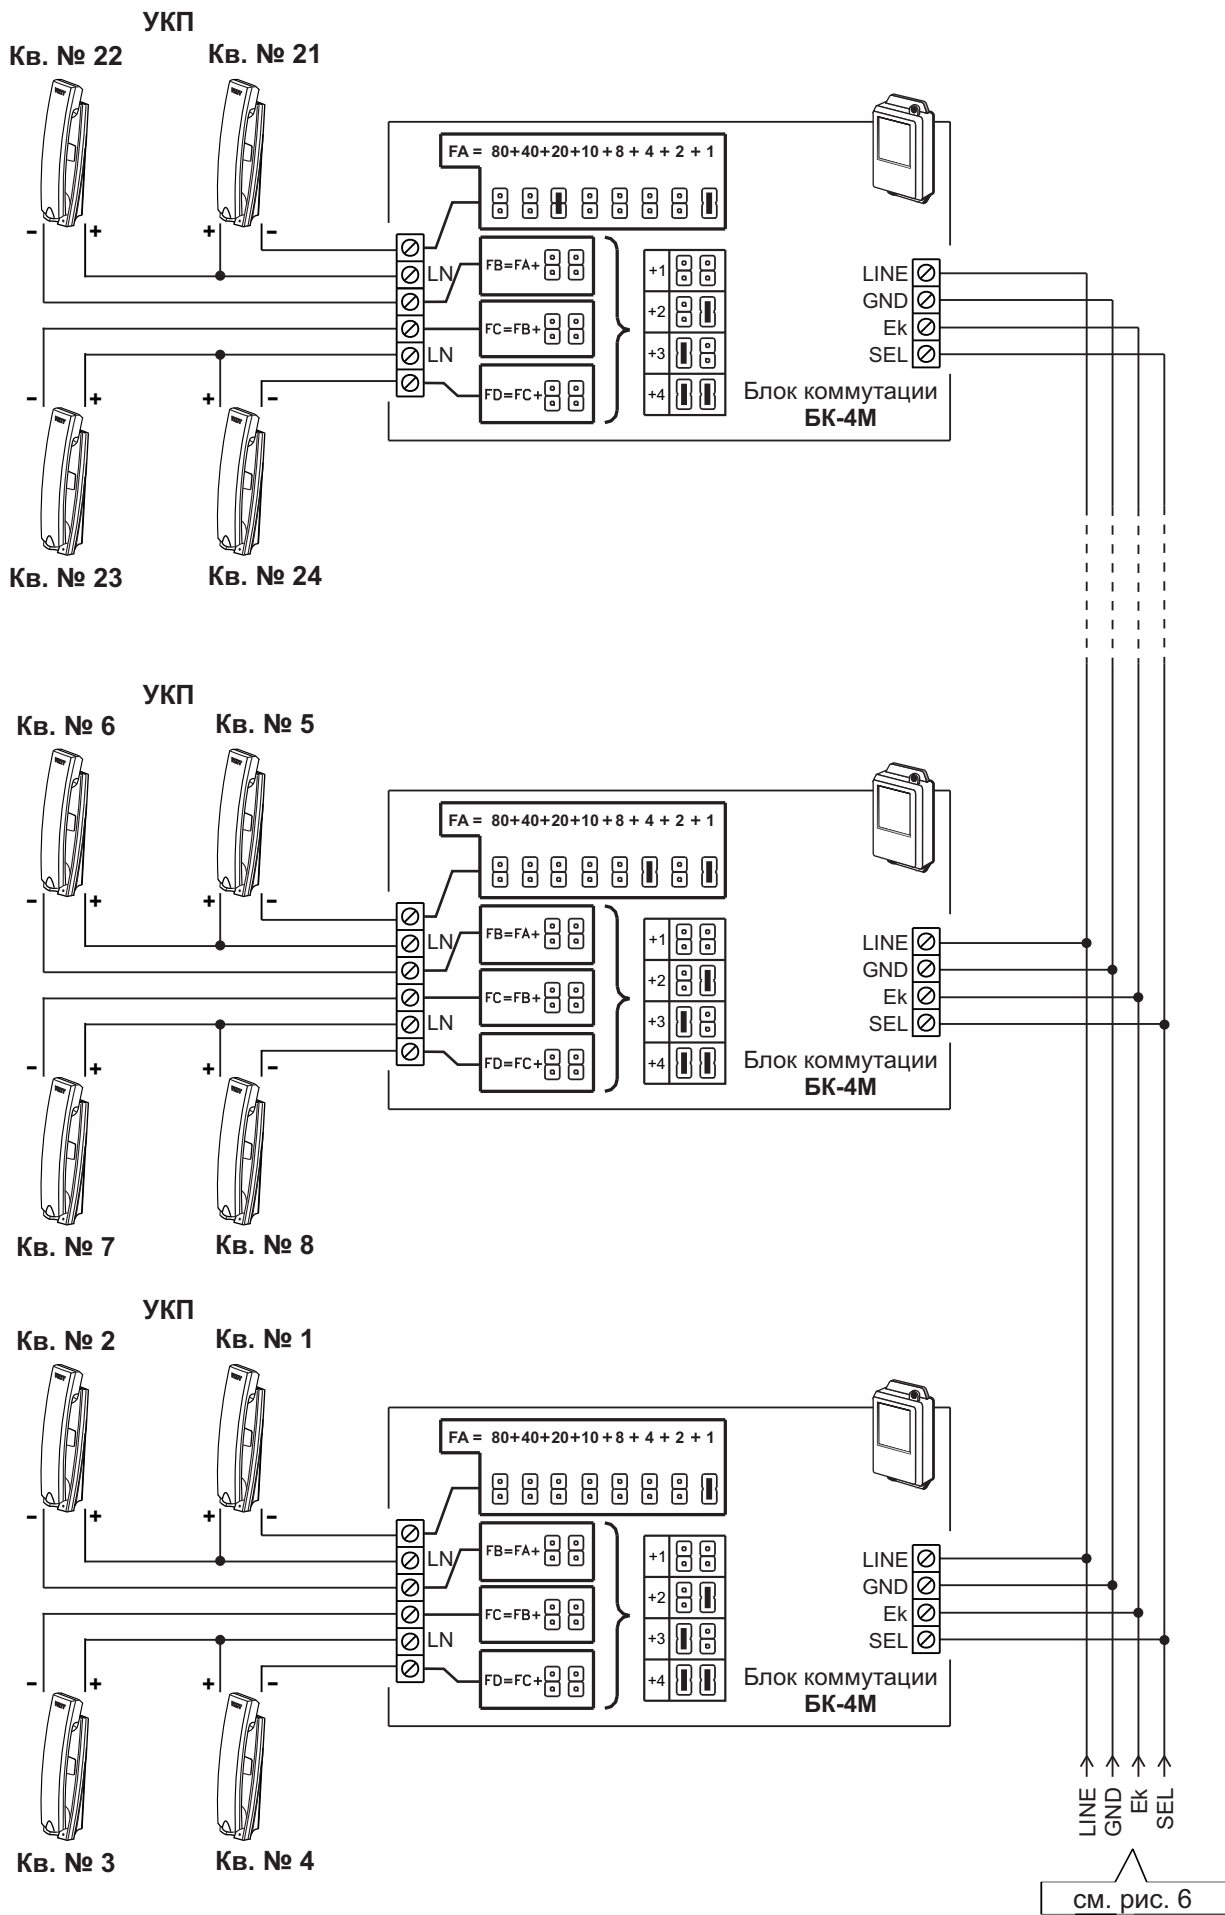 УКП
Кв. № 22
Кв. № 21
FA = 80+40+20+10+8 + 4 + 2 + 1
- + + -
LN
FB=FA+
FC=FB+
LN
FD=FC+
+1
+2
+3
+4
LINE
GND
Ek
SEL
Блок коммутации
БК-4М
- + + -
Кв. № 23
Кв. № 24
УКП
Кв. № 6
Кв. № 5
FA = 80+40+20+10+8 + 4 + 2 + 1
- + + -
LN
FB=FA+
FC=FB+
LN
FD=FC+
+1
+2
+3
+4
LINE
GND
Ek
SEL
Блок коммутации
БК-4М
- + + -
Кв. № 7
Кв. № 8
УКП
Кв. № 2
Кв. № 1
FA = 80+40+20+10+8 + 4 + 2 + 1
- + + -
LN
FB=FA+
FC=FB+
LN
FD=FC+
+1
+2
+3
+4
LINE
GND
Ek
SEL
Блок коммутации
БК-4М
- + + -
Кв. № 3
Кв. № 4
LINE
GND
Ek
SEL
см. рис. 6